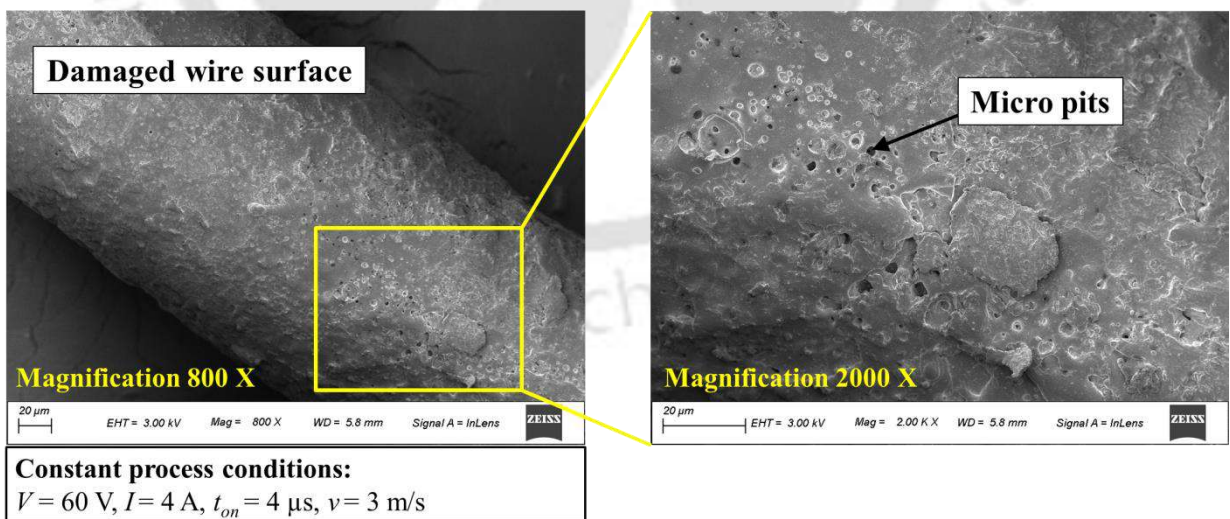 Damaged wire surface
Magnification 800 X
20 µm
EHT = 3.00 kV Mag = 800 X WD = 5.8 mm Signal A = InLens ZEISS
Micro pits
Magnification 2000 X
20 µm
EHT = 3.00 kV Mag = 2.00 K X WD = 5.8 mm Signal A = InLens ZEISS
Constant process conditions:
V = 60 V, I = 4 A, ton = 4 µs, v = 3 m/s